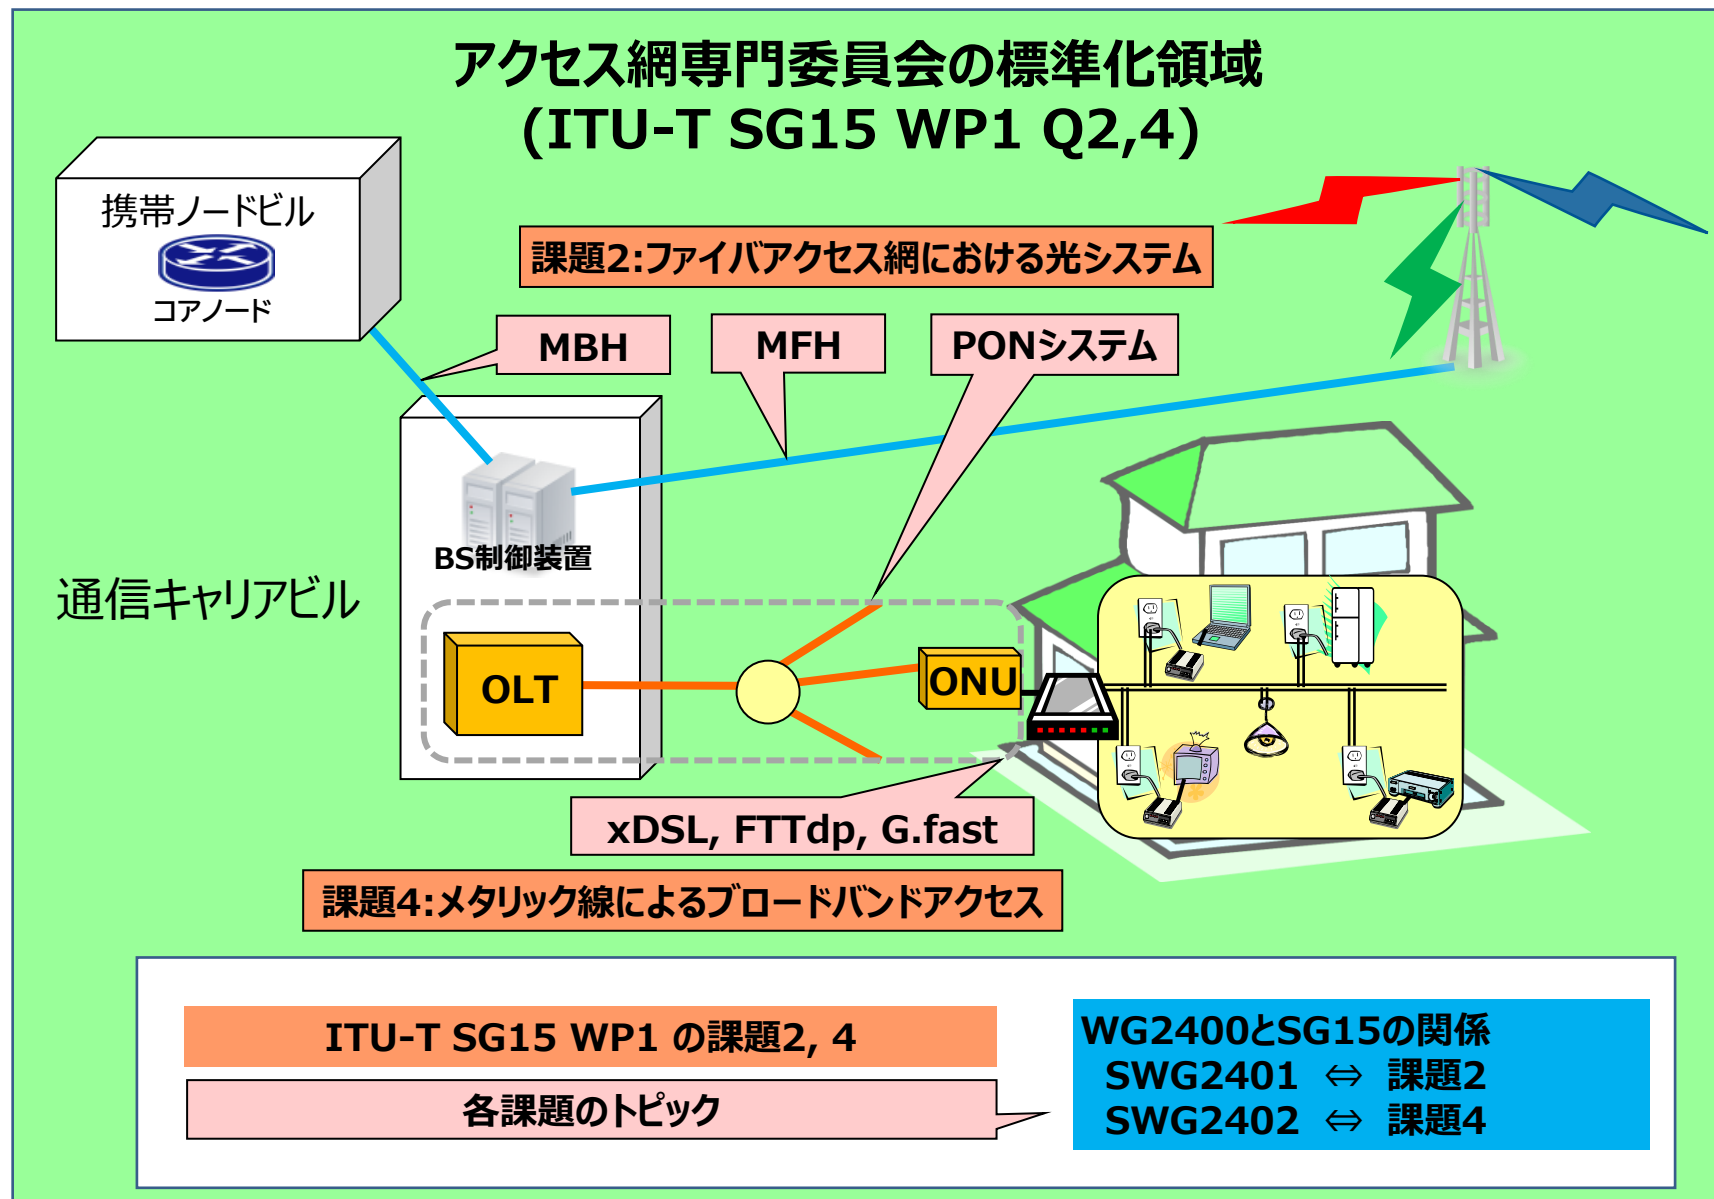 アクセス網専門委員会の標準化領域
(ITU-T SG15 WP1 Q2,4)
携帯ノードビル
コアノード
課題2:ファイバアクセス網における光システム
MBH
MFH
PONシステム
BS制御装置
通信キャリアビル
OLT
ONU
xDSL, FTTdp, G.fast
課題4:メタリック線によるブロードバンドアクセス
ITU-T SG15 WP1 の課題2, 4
各課題のトピック
WG2400とSG15の関係
SWG2401 ⇔ 課題2
SWG2402 ⇔ 課題4